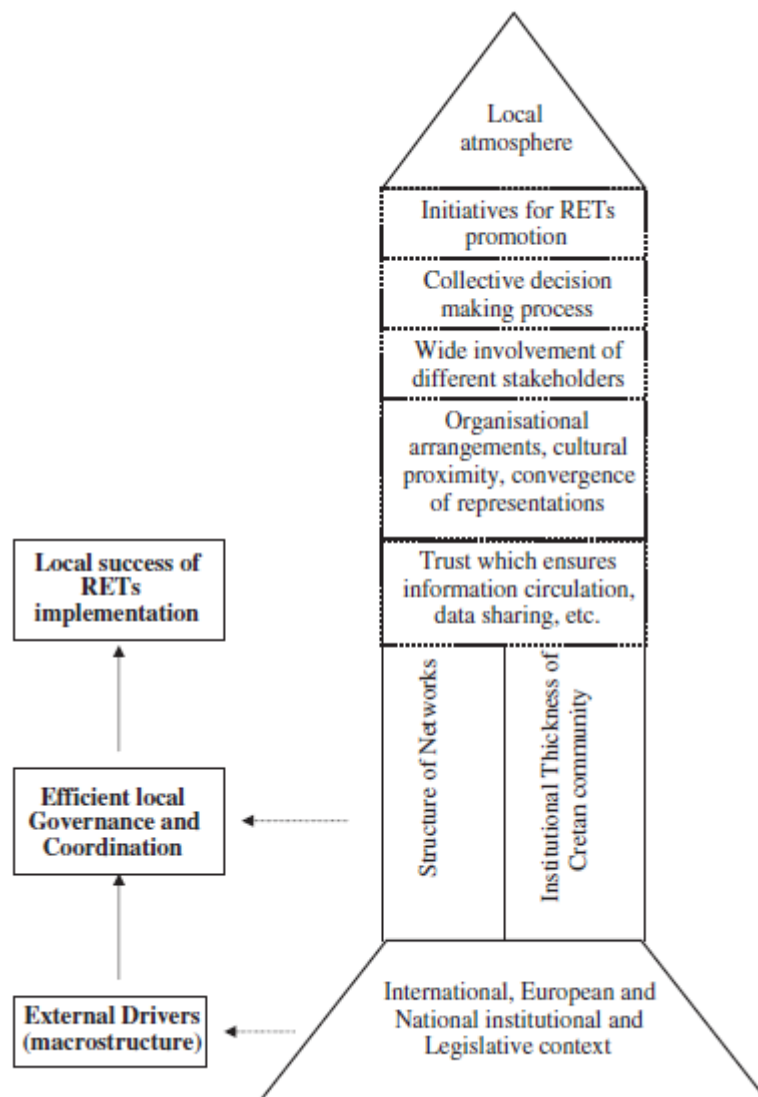 Local
atmosphere
Initiatives for RETs
promotion
Collective decision
making process
Wide involvement of
different stakeholders
Organisational
arrangements, cultural
proximity, convergence
of representations
Trust which ensures
information circulation,
data sharing, etc.
Structure of Networks
Institutional Thickness of
Cretan community
International, European and
National institutional and
Legislative context
Local success of
RETs
implementation
Efficient local
Governance and
Coordination
External Drivers
(macrostructure)